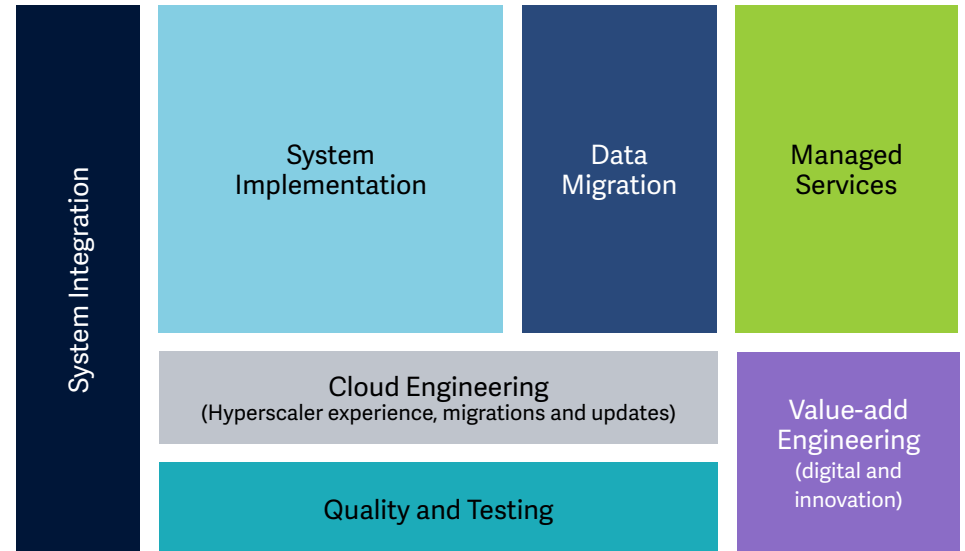 System Integration
System
Implementation
Data
Migration
Managed
Services
Cloud Engineering
(Hyperscaler experience, migrations and updates)
Value-add
Engineering
(digital and
innovation)
Quality and Testing